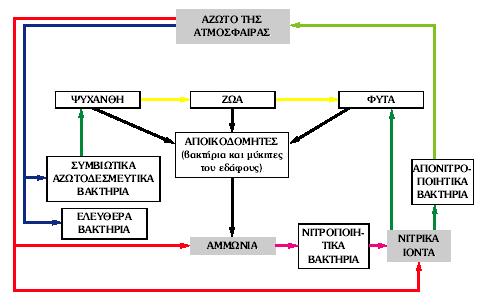 ΑΖΩΤΟ ΤΗΣ
ΑΤΜΟΣΦΑΙΡΑΣ
ΨΥΧΑΝΘΗ
ΖΩΑ
ΦΥΤΑ
ΑΠΟΙΚΟΔΟΜΗΤΕΣ
(βακτήρια και μύκητες
του εδάφους)
ΣΥΜΒΙΩΤΙΚΑ
ΑΖΩΤΟΔΕΣΜΕΥΤΙΚΑ
ΒΑΚΤΗΡΙΑ
ΑΠΟΝΙΤΡΟ-
ΠΟΙΗΤΙΚΑ
ΒΑΚΤΗΡΙΑ
ΕΛΕΥΘΕΡΑ
ΒΑΚΤΗΡΙΑ
ΑΜΜΩΝΙΑ
ΝΙΤΡΟΠΟΙΗ-
ΤΙΚΑ
ΒΑΚΤΗΡΙΑ
ΝΙΤΡΙΚΑ
ΙΟΝΤΑ